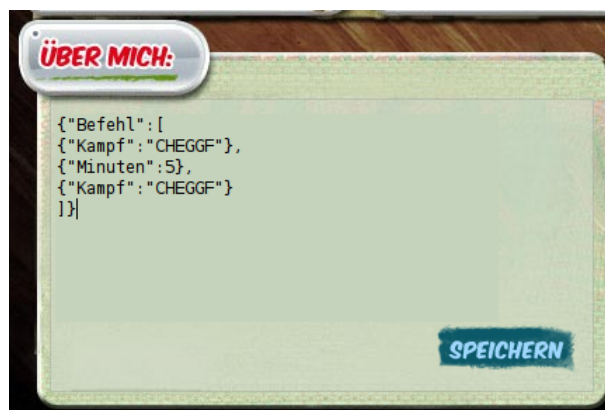 ÜBER MICH:
{"Befehl":[
{"Kampf":"CHEGGF"},
{"Minuten":5},
{"Kampf":"CHEGGF"}
]}
SPEICHERN